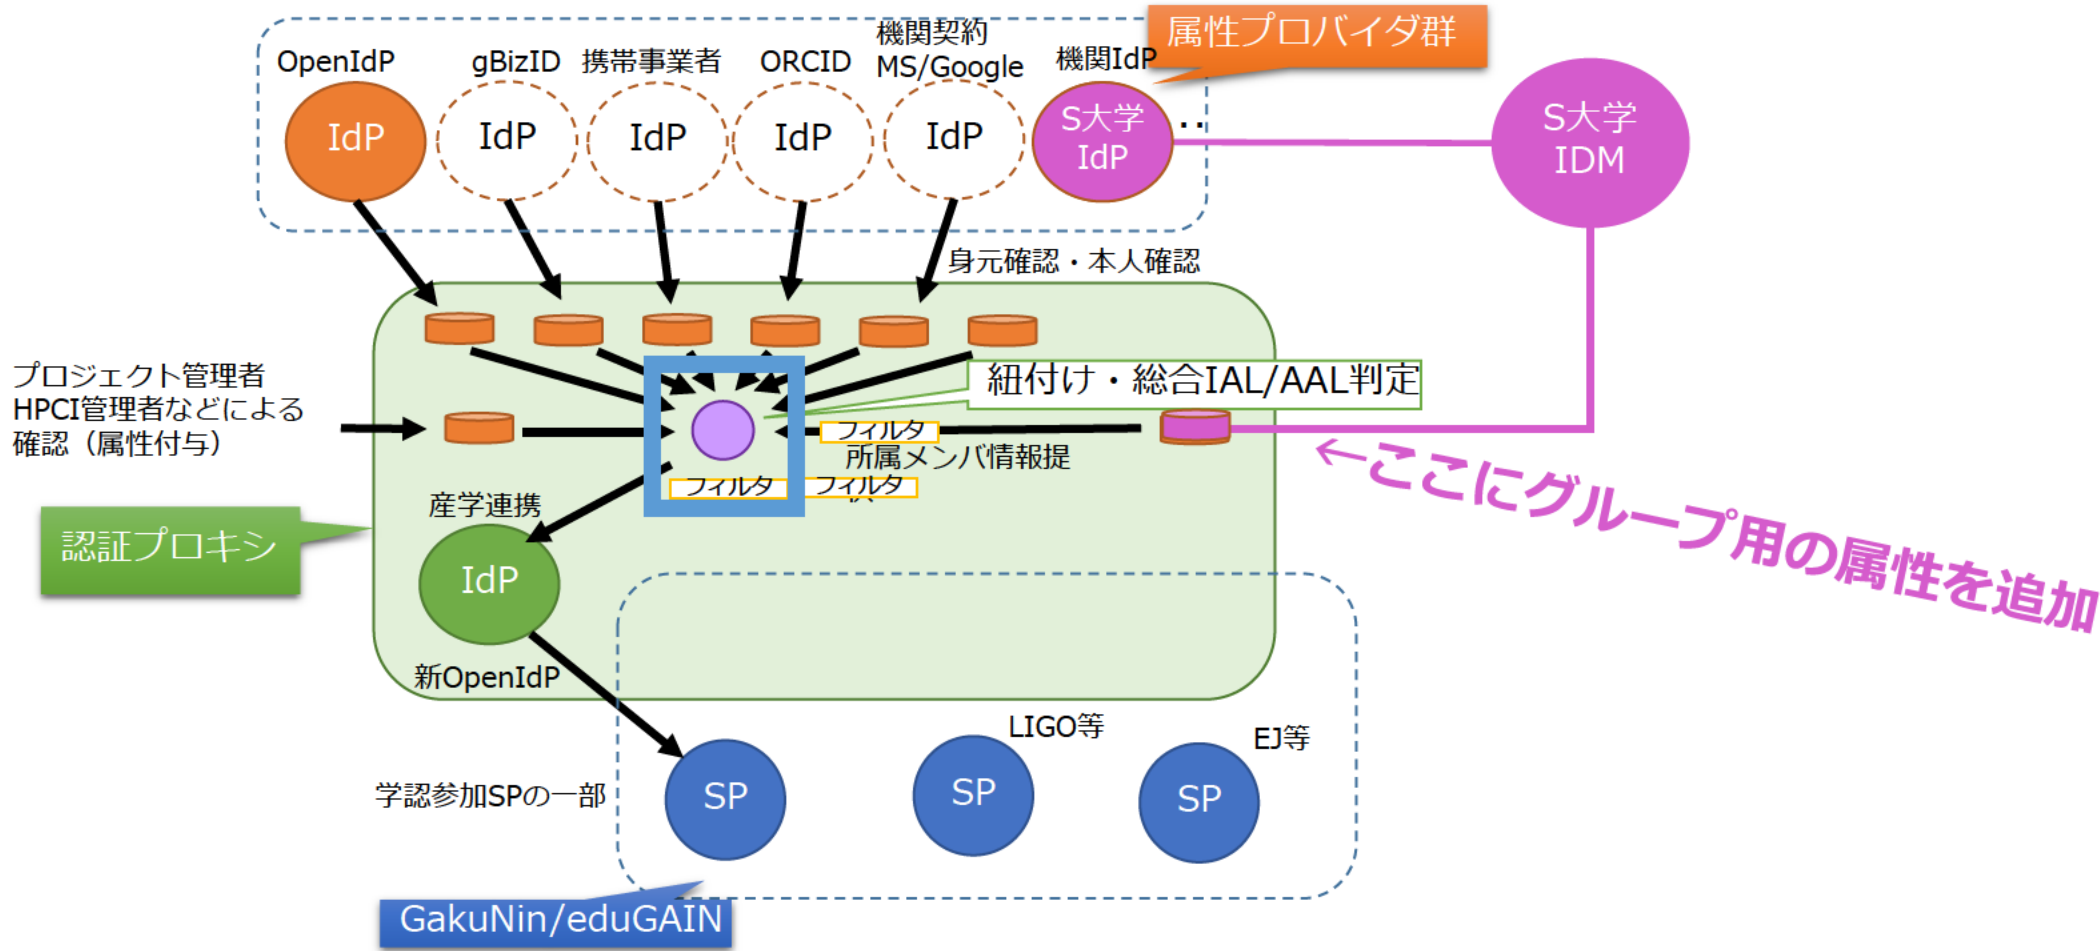 属性プロバイダ群
OpenIdP
gBizID
携帯事業者
ORCID
機関契約
MS/Google
機関IdP
IdP
IdP
IdP
IdP
IdP
S大学
IdP
‥
S大学
IDM
身元確認・本人確認
紐付け・総合IAL/AAL判定
プロジェクト管理者
HPCI管理者などによる
確認（属性付与）
フィルタ
所属メンバ情報提
フィルタ
フィルタ
←ここにグループ用の属性を追加
産学連携
認証プロキシ
IdP
新OpenIdP
LIGO等
EJ等
学認参加SPの一部
SP
SP
SP
GakuNin/eduGAIN